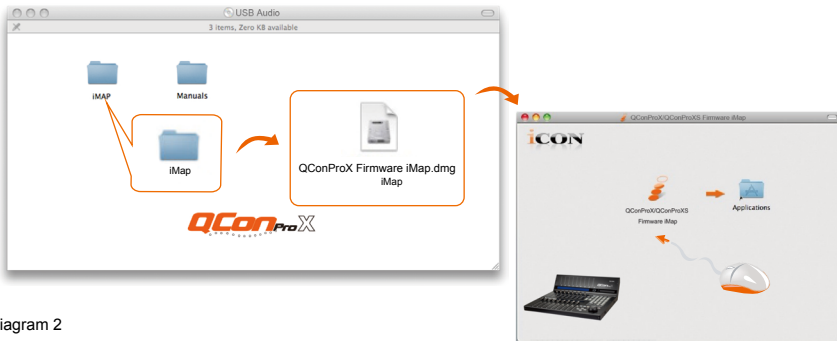 USB Audio
3 items, Zero KB available
iMAP
Manuals
iMap
QConProX Firmware iMap.dmg
iMap
QCon Pro X
QConProX/QConProXS Firmware iMap
iCON
QConProX/QConProXS
Firmware iMap
Applications
iagram 2